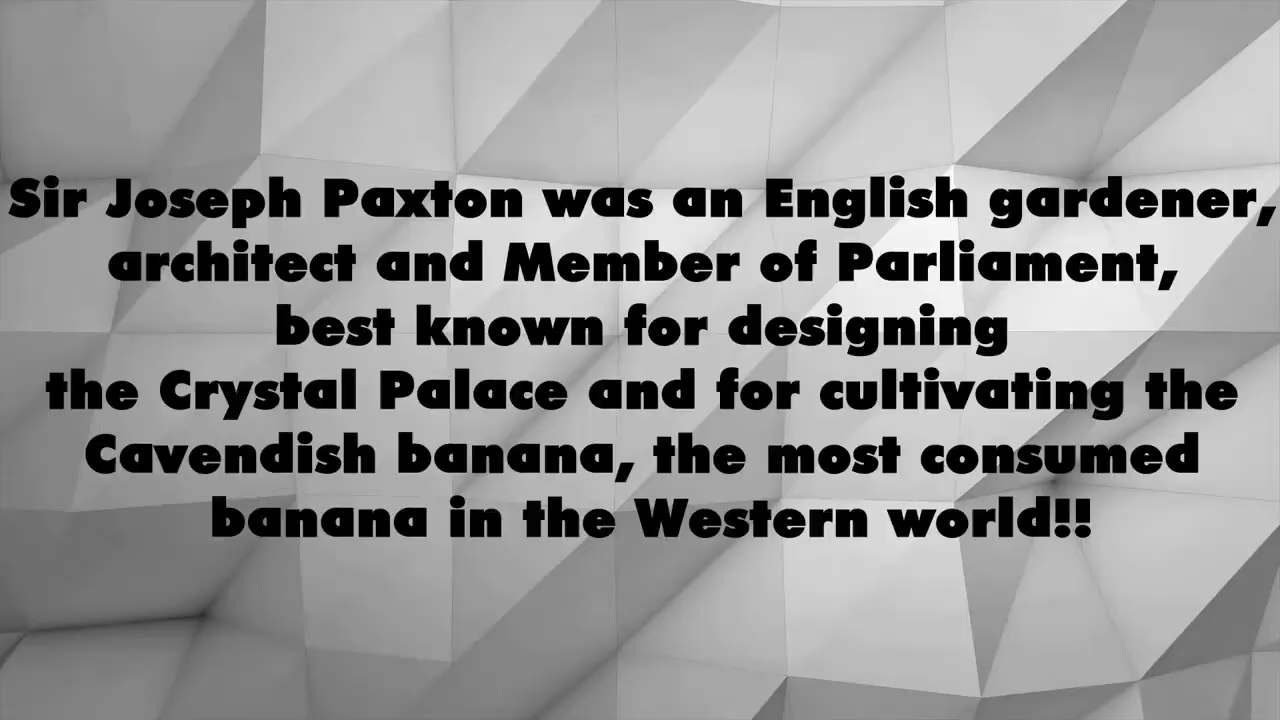 Sir Joseph Paxton was an English gardener,
architect and Member of Parliament,
best known for designing
the Crystal Palace and for cultivating the
Cavendish banana, the most consumed
banana in the Western world!!